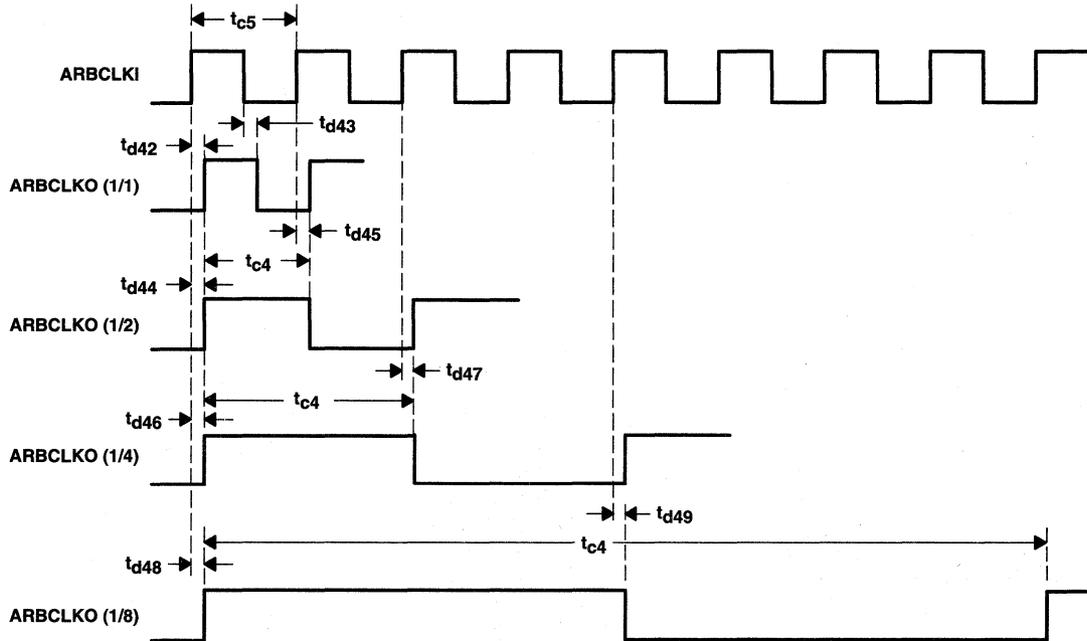 tc5
ARBCLKI
td43
td42
ARBCLKO (1/1)
td45
tc4
td44
ARBCLKO (1/2)
td47
tc4
td46
ARBCLKO (1/4)
td49
tc4
td48
ARBCLKO (1/8)